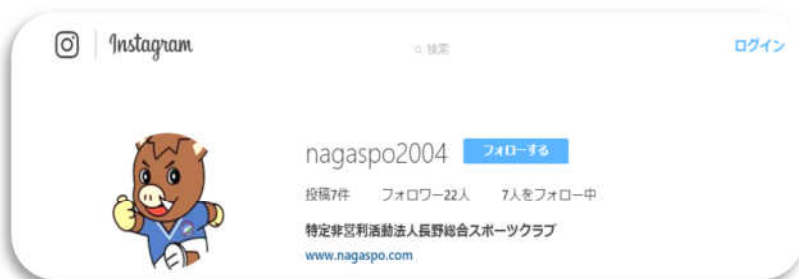 Instagram
検索
ログイン
nagaspo2004 フォローする
投稿7件 フォロワー22人 7人をフォロー中
特定非営利活動法人長野総合スポーツクラブ
www.nagaspo.com